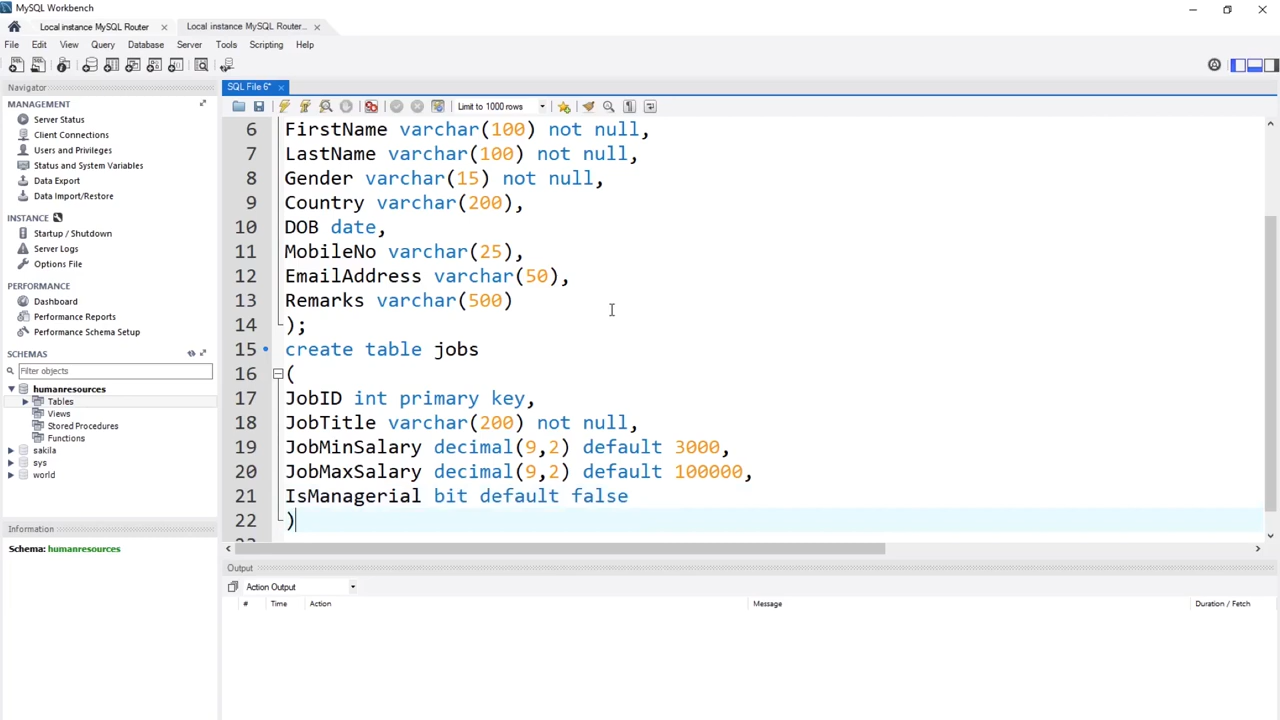 MySQL Workbench
Local instance MySQL Router
Local instance MySQL Router...
File Edit View Query Database Server Tools Scripting Help
Navigator
SQL File 6*
MANAGEMENT
Server Status
Client Connections
Users and Privileges
Status and System Variables
Data Export
Data Import/Restore
INSTANCE
Startup / Shutdown
Server Logs
Options File
PERFORMANCE
Dashboard
Performance Reports
Performance Schema Setup
SCHEMAS
Filter objects
humanresources
Tables
Views
Stored Procedures
Functions
sakila
sys
world
Information
Schema: humanresources
Limit to 1000 rows
6 FirstName varchar(100) not null,
7 LastName varchar(100) not null,
8 Gender varchar(15) not null,
9 Country varchar(200),
10 DOB date,
11 MobileNo varchar(25),
12 EmailAddress varchar(50),
13 Remarks varchar(500)
14 );
15 create table jobs
16 (
17 JobID int primary key,
18 JobTitle varchar(200) not null,
19 JobMinSalary decimal(9,2) default 3000,
20 JobMaxSalary decimal(9,2) default 100000,
21 IsManagerial bit default false
22 )
Output
Action Output
# Time Action Message Duration / Fetch